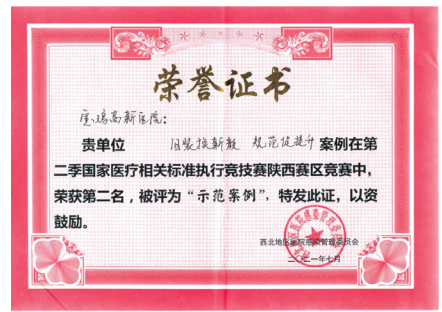 荣誉证书
宝鸡高新医院：
贵单位 旧装换新靓 规范促提升 案例在第
二季国家医疗相关标准执行竞技赛陕西赛区竞赛中，
荣获第二名，被评为“示范案例”，特发此证，以资
鼓励。
西北地区医院感染管理委员会
二〇二一年七月